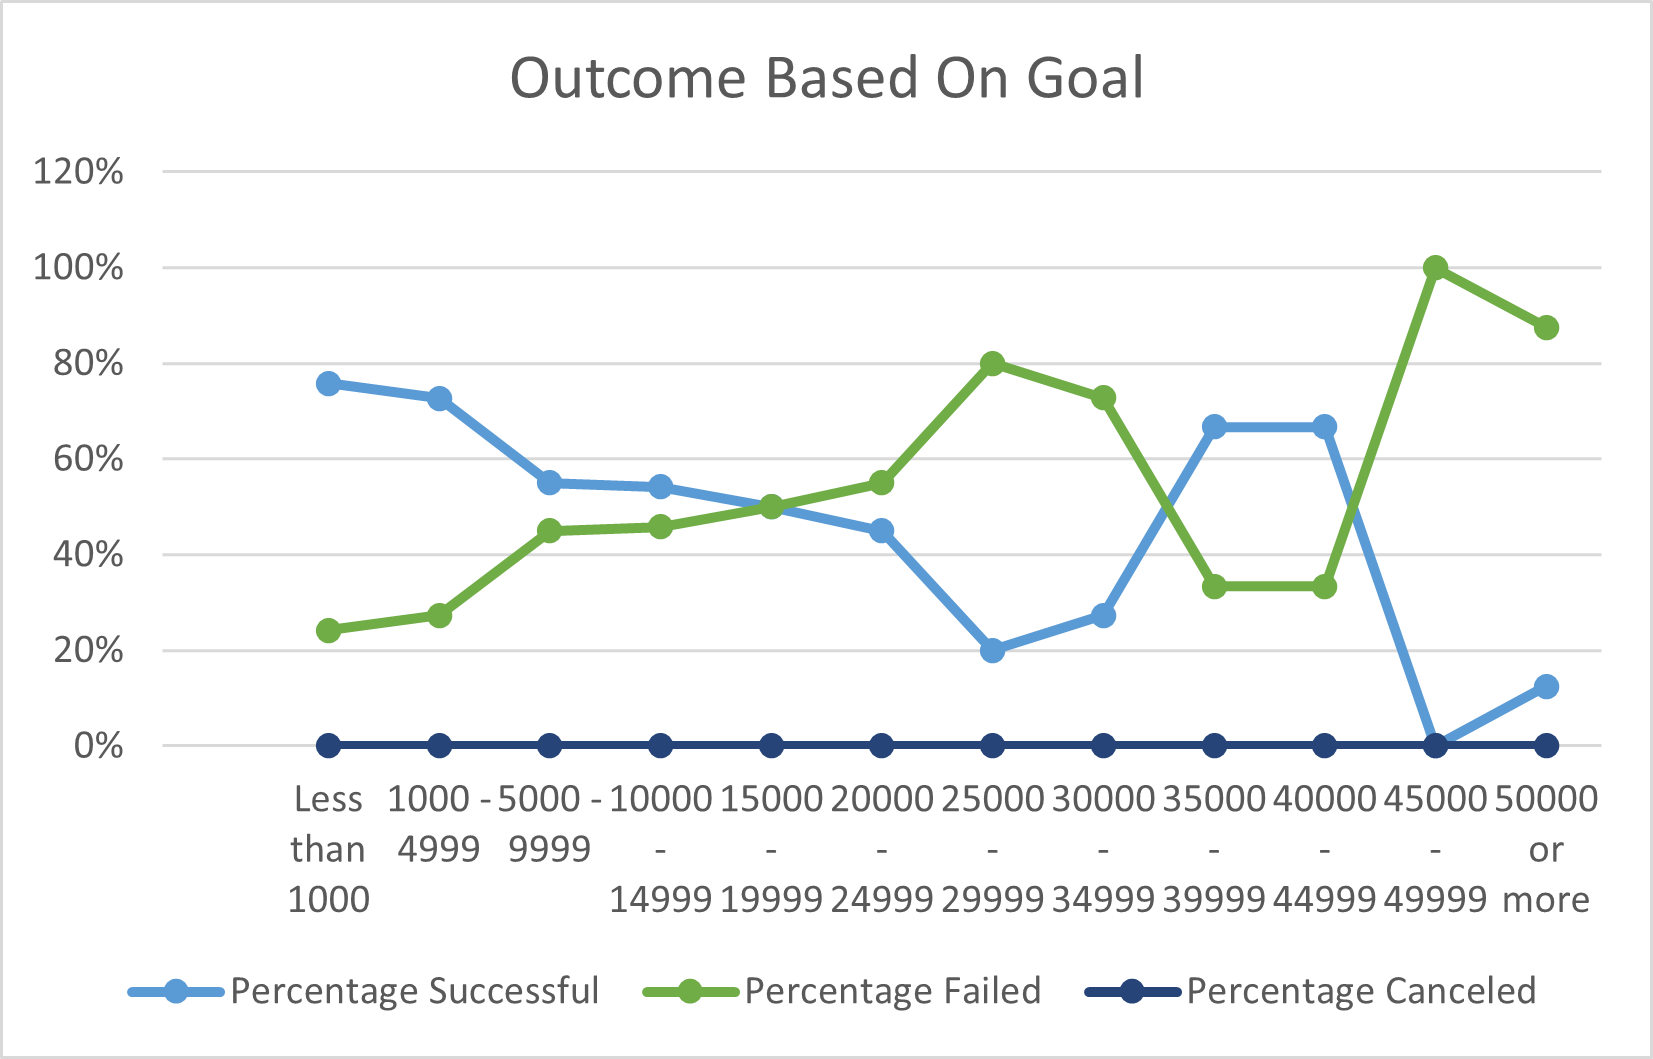 Outcome Based On Goal
120%
100%
80%
60%
40%
20%
0%
Less than 1000
1000 - 4999
5000 - 9999
10000 - 14999
15000 - 19999
20000 - 24999
25000 - 29999
30000 - 34999
35000 - 39999
40000 - 44999
45000 - 49999
50000 or more
Percentage Successful
Percentage Failed
Percentage Canceled